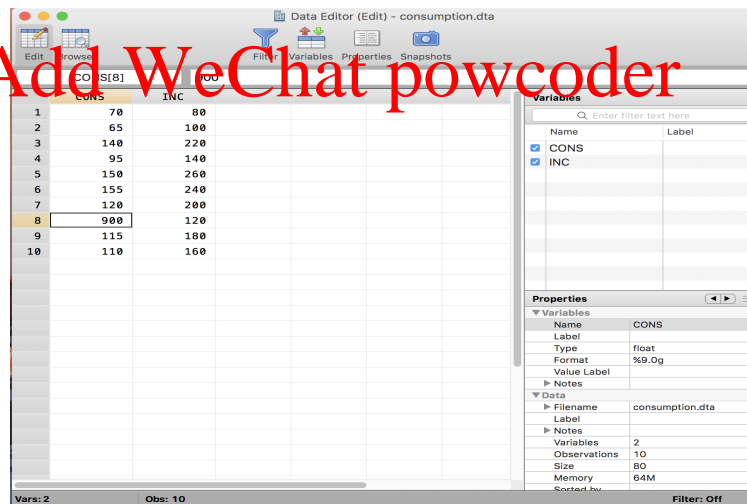 Data Editor (Edit) - consumption.dta
Edit Browse Filter Variables Properties Snapshots
Add WeChat powcoder
CONS[8] 900
CONS INC
1 70 80
2 65 100
3 140 220
4 95 140
5 150 260
6 155 240
7 120 200
8 900 120
9 115 180
10 110 160
Variables
Enter filter text here
Name Label
CONS
INC
Properties
Variables
Name CONS
Label
Type float
Format %9.0g
Value Label
Notes
Data
Filename consumption.dta
Label
Notes
Variables 2
Observations 10
Size 80
Memory 64M
Sorted by
Vars: 2 Obs: 10 Filter: Off